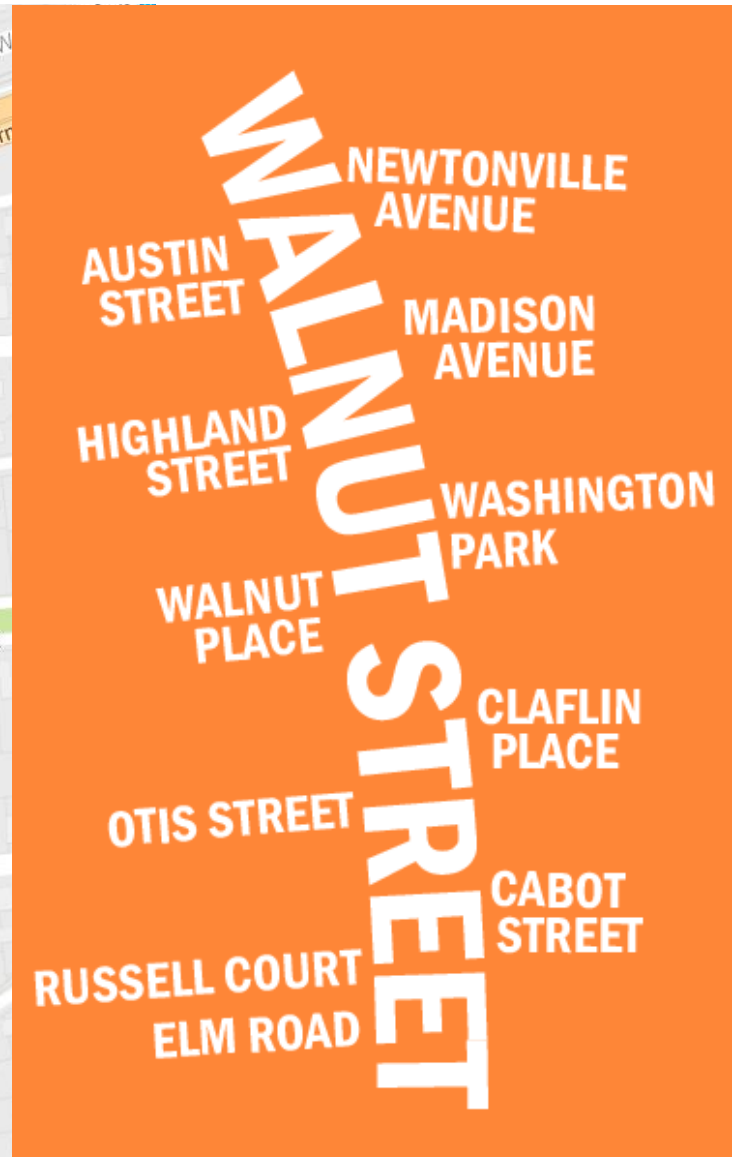 WALNUT STREET
NEWTONVILLE
AVENUE
AUSTIN
STREET
MADISON
AVENUE
HIGHLAND
STREET
WASHINGTON
PARK
WALNUT
PLACE
CLAFLIN
PLACE
OTIS STREET
CABOT
STREET
RUSSELL COURT
ELM ROAD